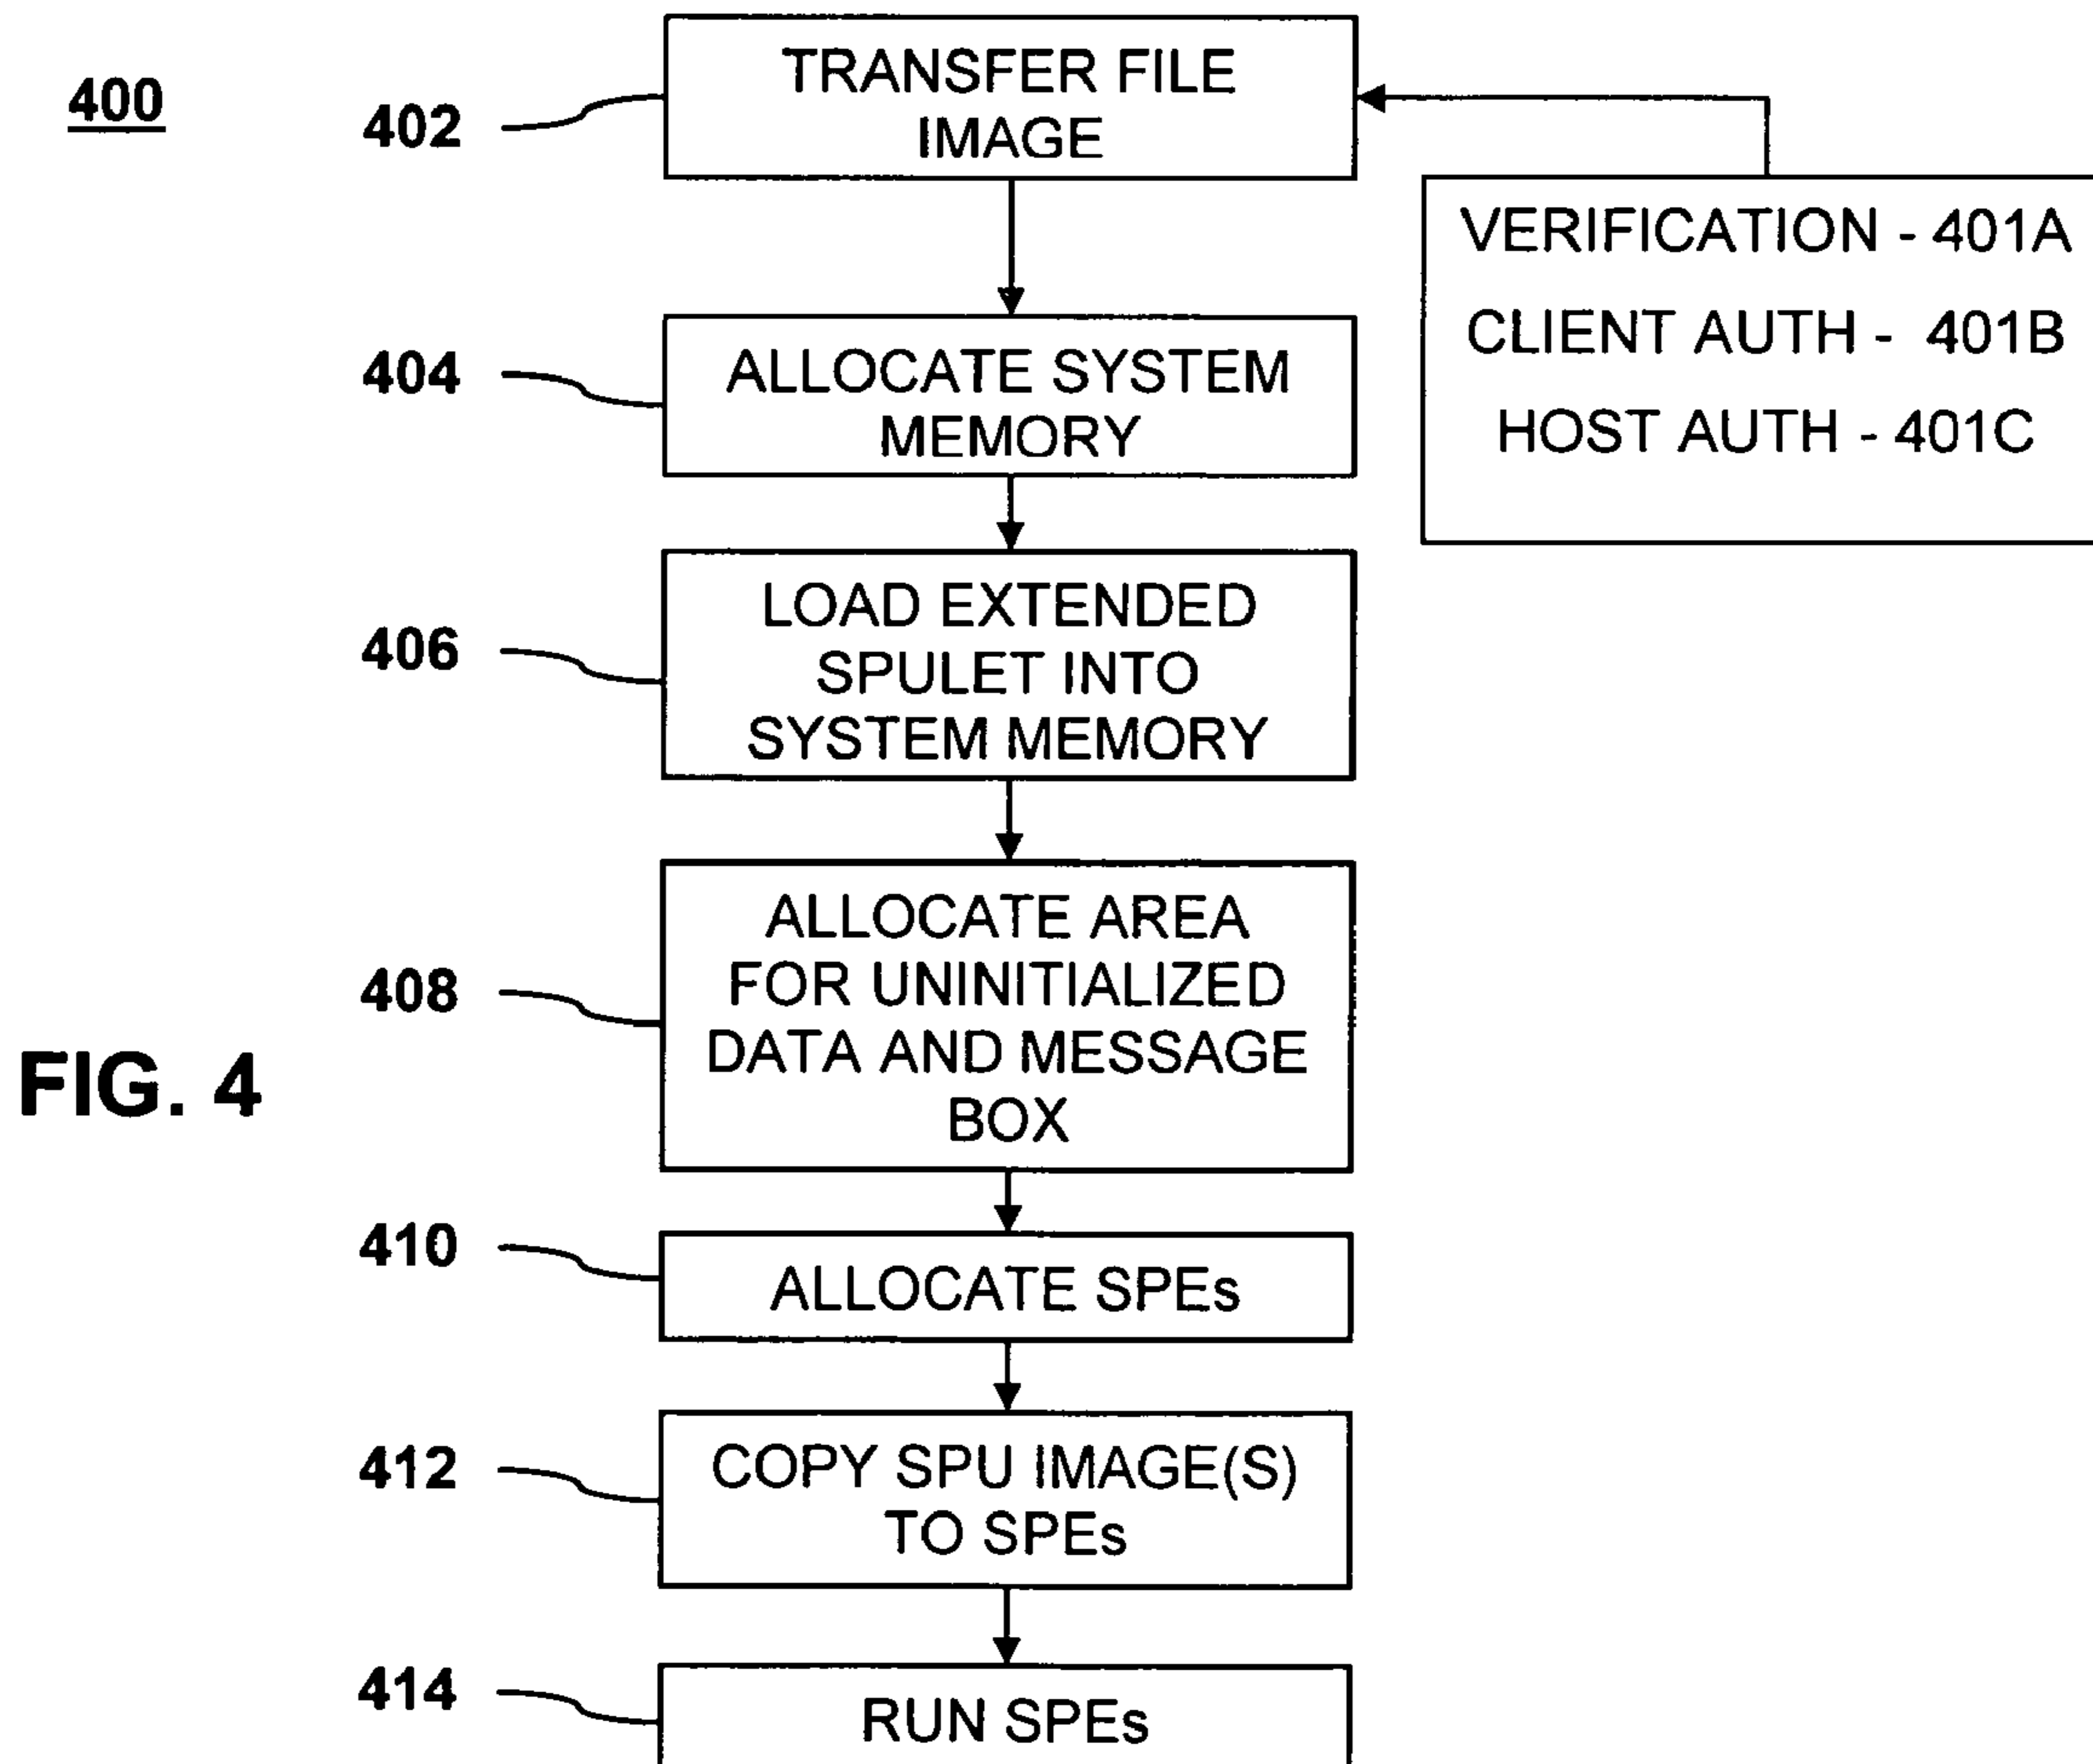 400
402
TRANSFER FILE
IMAGE
VERIFICATION - 401A
CLIENT AUTH - 401B
HOST AUTH - 401C
404
ALLOCATE SYSTEM
MEMORY
406
LOAD EXTENDED
SPULET INTO
SYSTEM MEMORY
408
ALLOCATE AREA
FOR UNINITIALIZED
DATA AND MESSAGE
BOX
FIG. 4
410
ALLOCATE SPEs
412
COPY SPU IMAGE(S)
TO SPEs
414
RUN SPEs